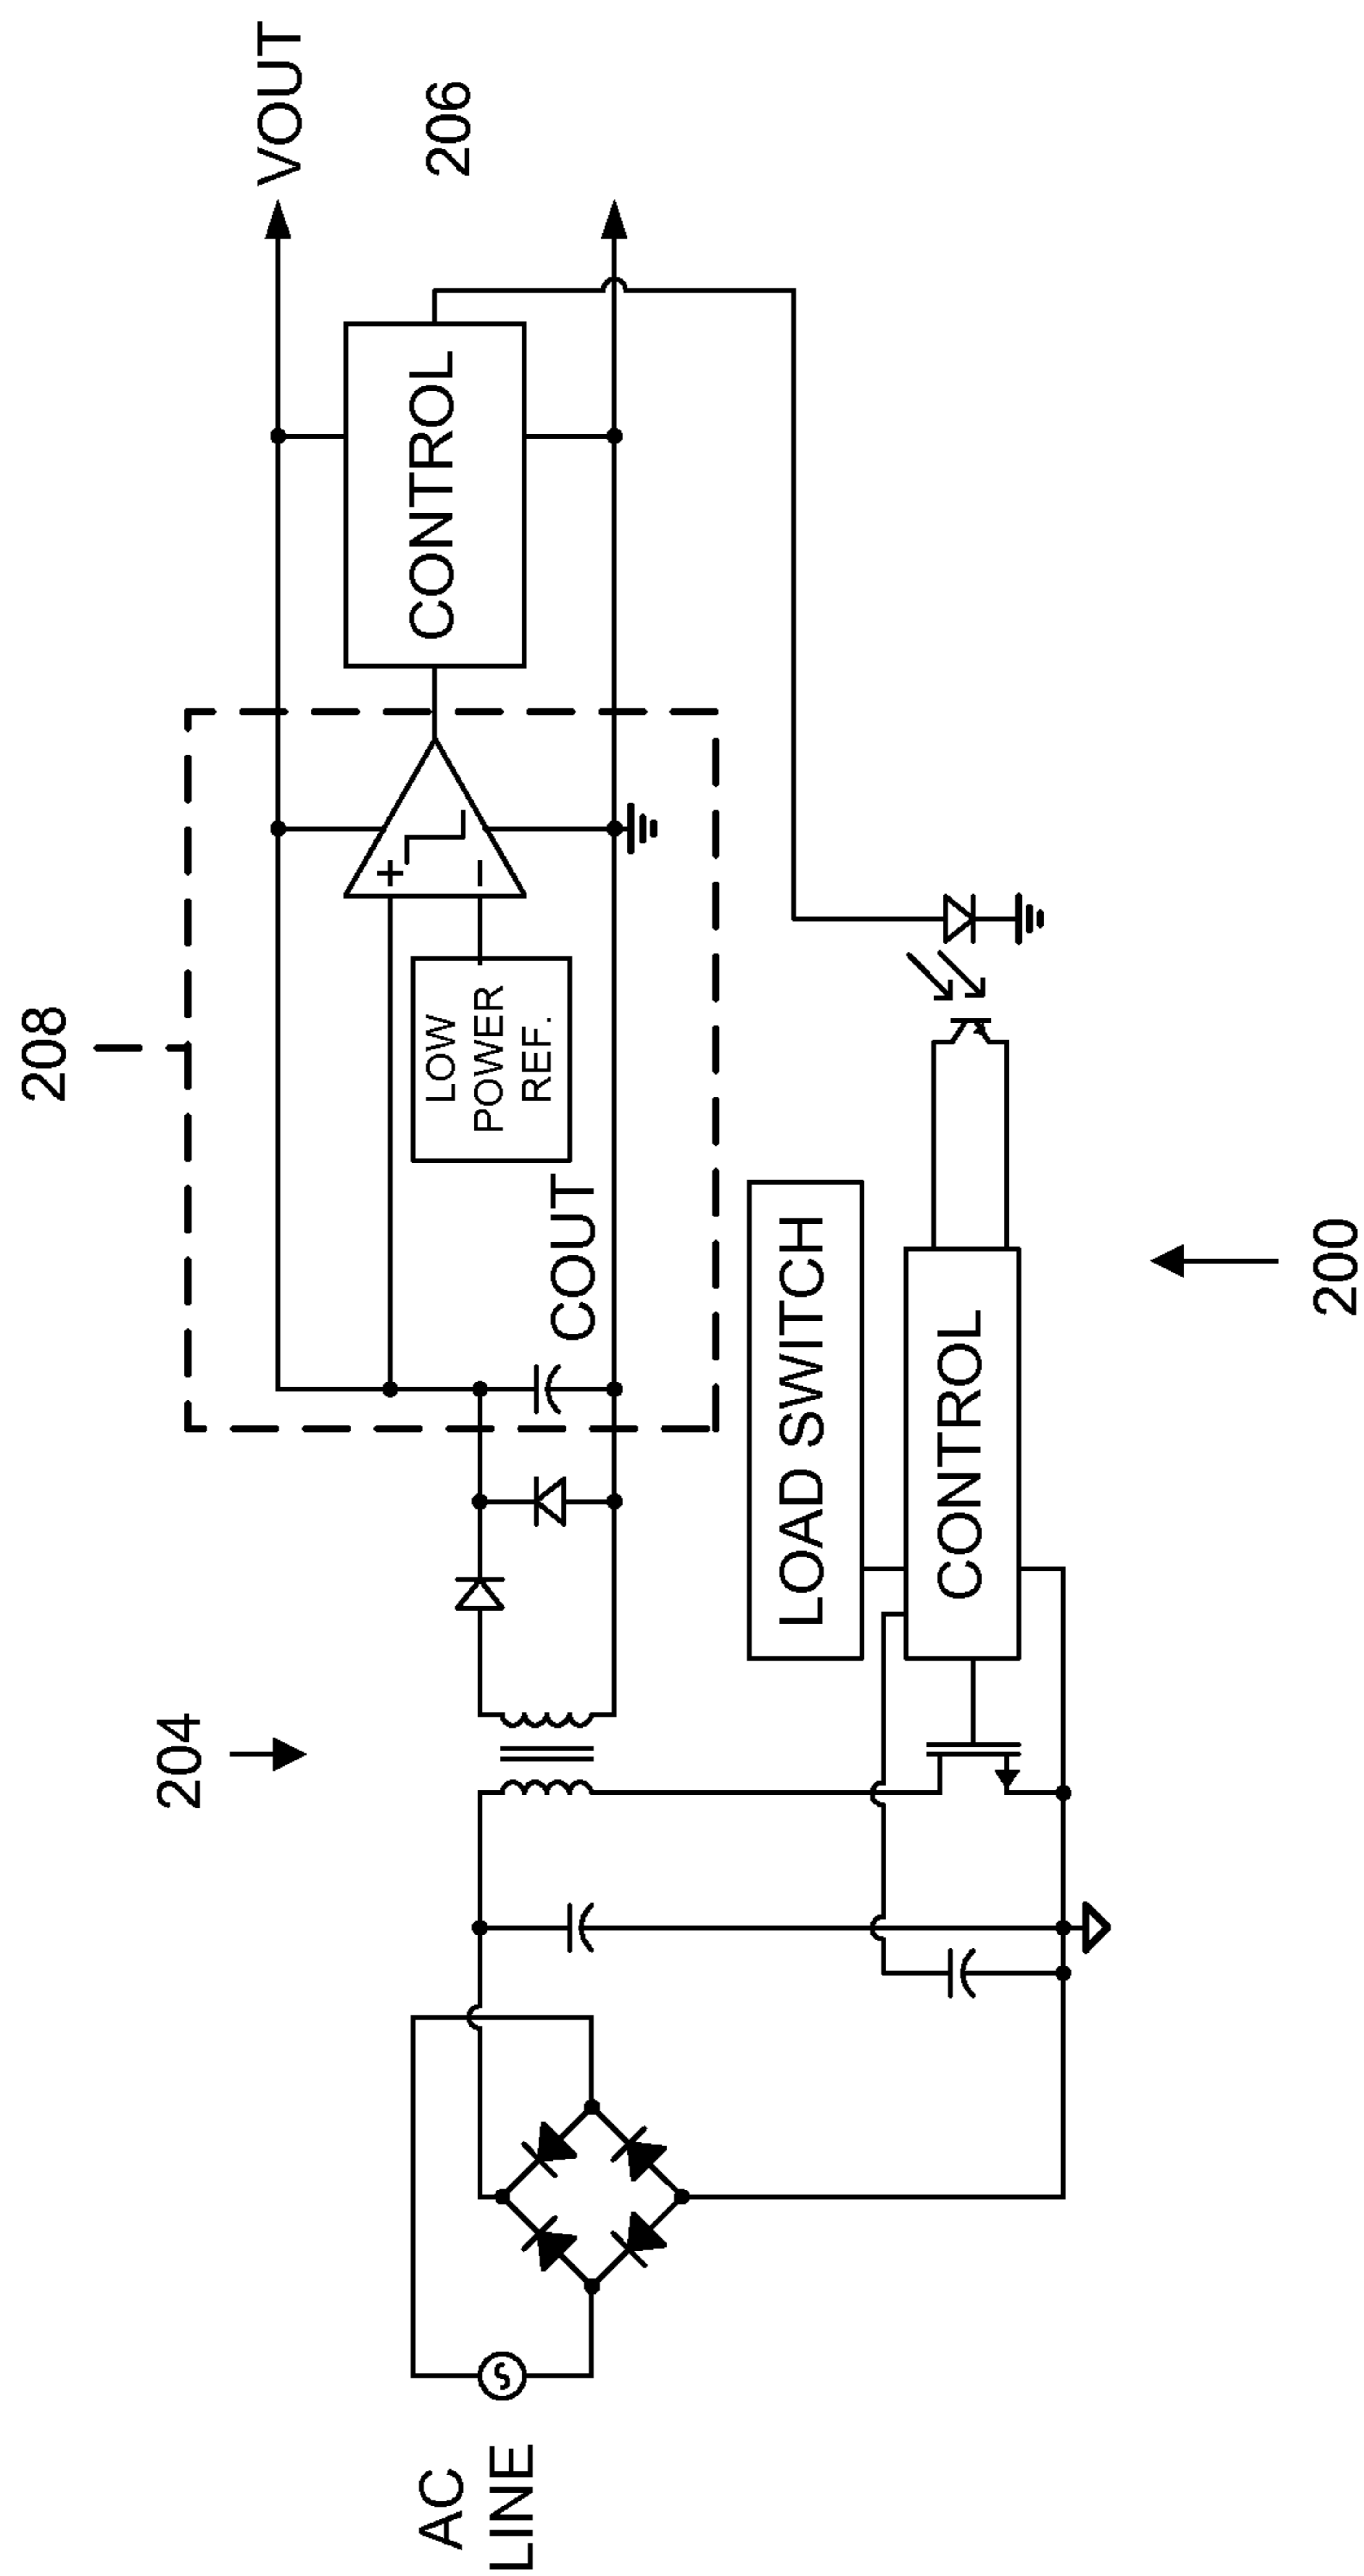 208
VOUT
204
206
CONTROL
LOW
POWER
REF.
COUT
AC
LINE
LOAD SWITCH
CONTROL
200